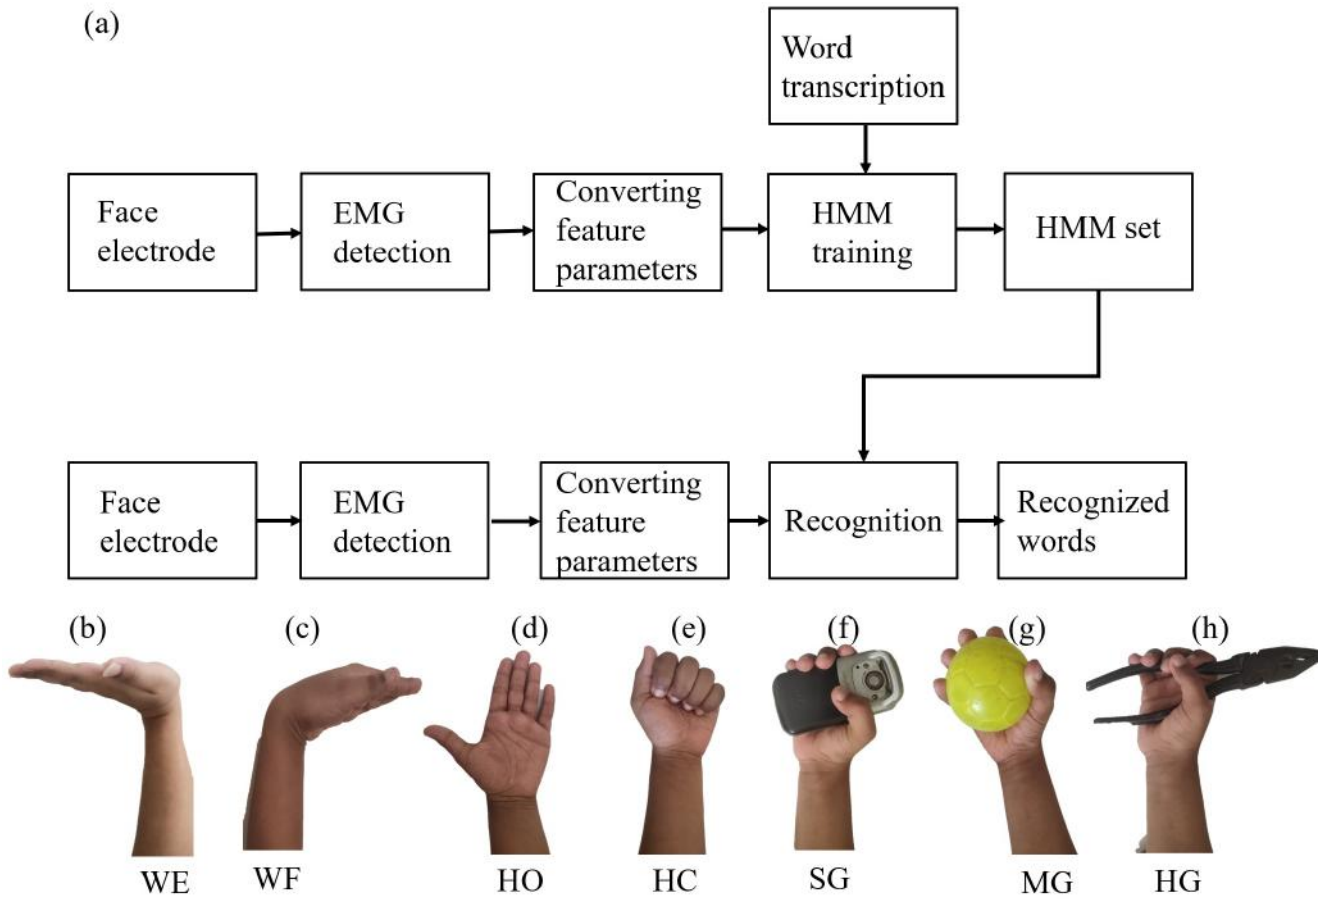 (a)
Word
transcription
Face
electrode
EMG
detection
Converting
feature
parameters
HMM
training
HMM set
Face
electrode
EMG
detection
Converting
feature
parameters
Recognition
Recognized
words
(b)
(c)
(d)
(e)
(f)
(g)
(h)
WE
WF
HO
HC
SG
MG
HG